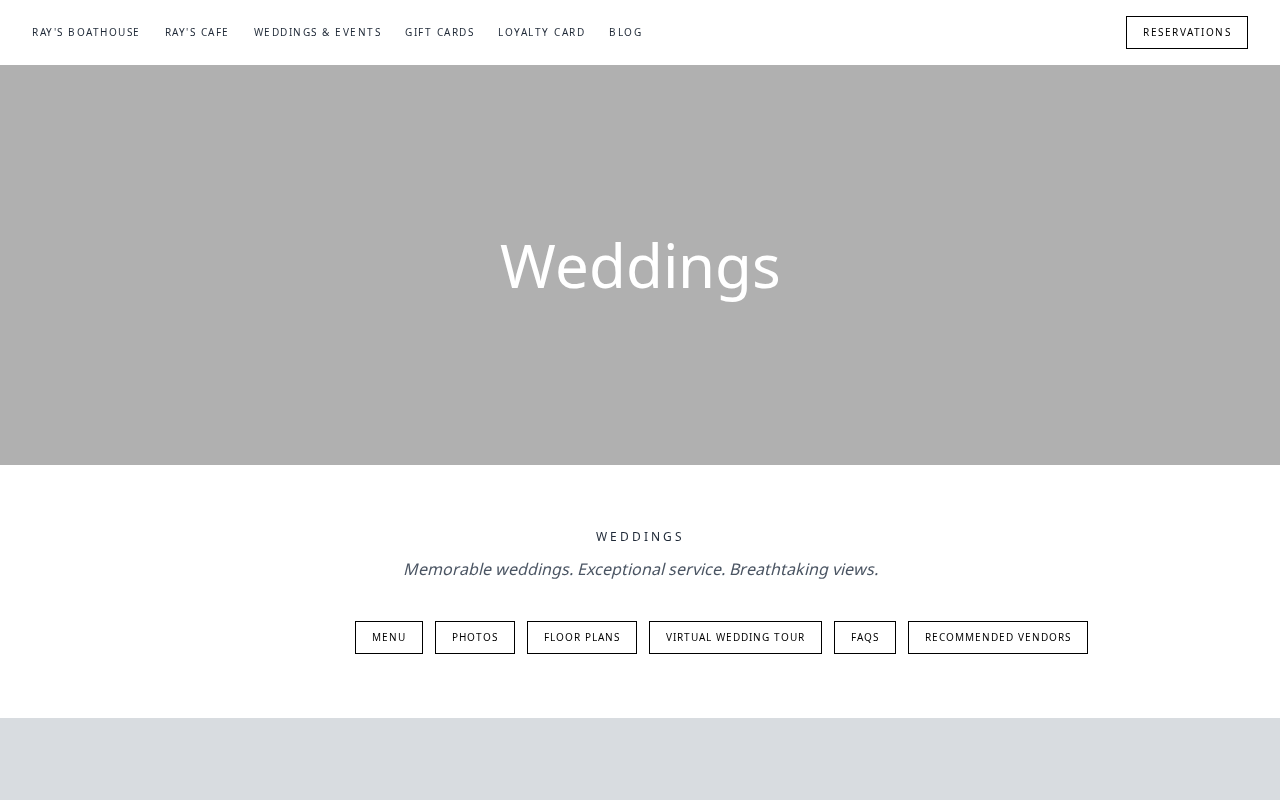 RAY'S BOATHOUSE RAY'S CAFE WEDDINGS & EVENTS GIFT CARDS LOYALTY CARD BLOG RESERVATIONS
Weddings
WEDDINGS
Memorable weddings. Exceptional service. Breathtaking views.
MENU PHOTOS FLOOR PLANS VIRTUAL WEDDING TOUR FAQS RECOMMENDED VENDORS